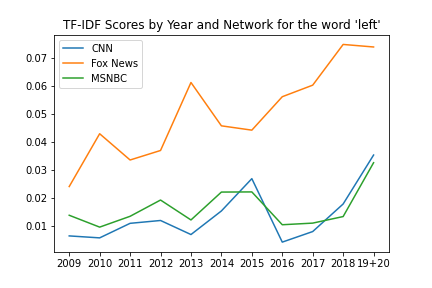 TF-IDF Scores by Year and Network for the word 'left'
CNN
Fox News
MSNBC
0.07
0.06
0.05
0.04
0.03
0.02
0.01
2009 2010 2011 2012 2013 2014 2015 2016 2017 2018 19+20